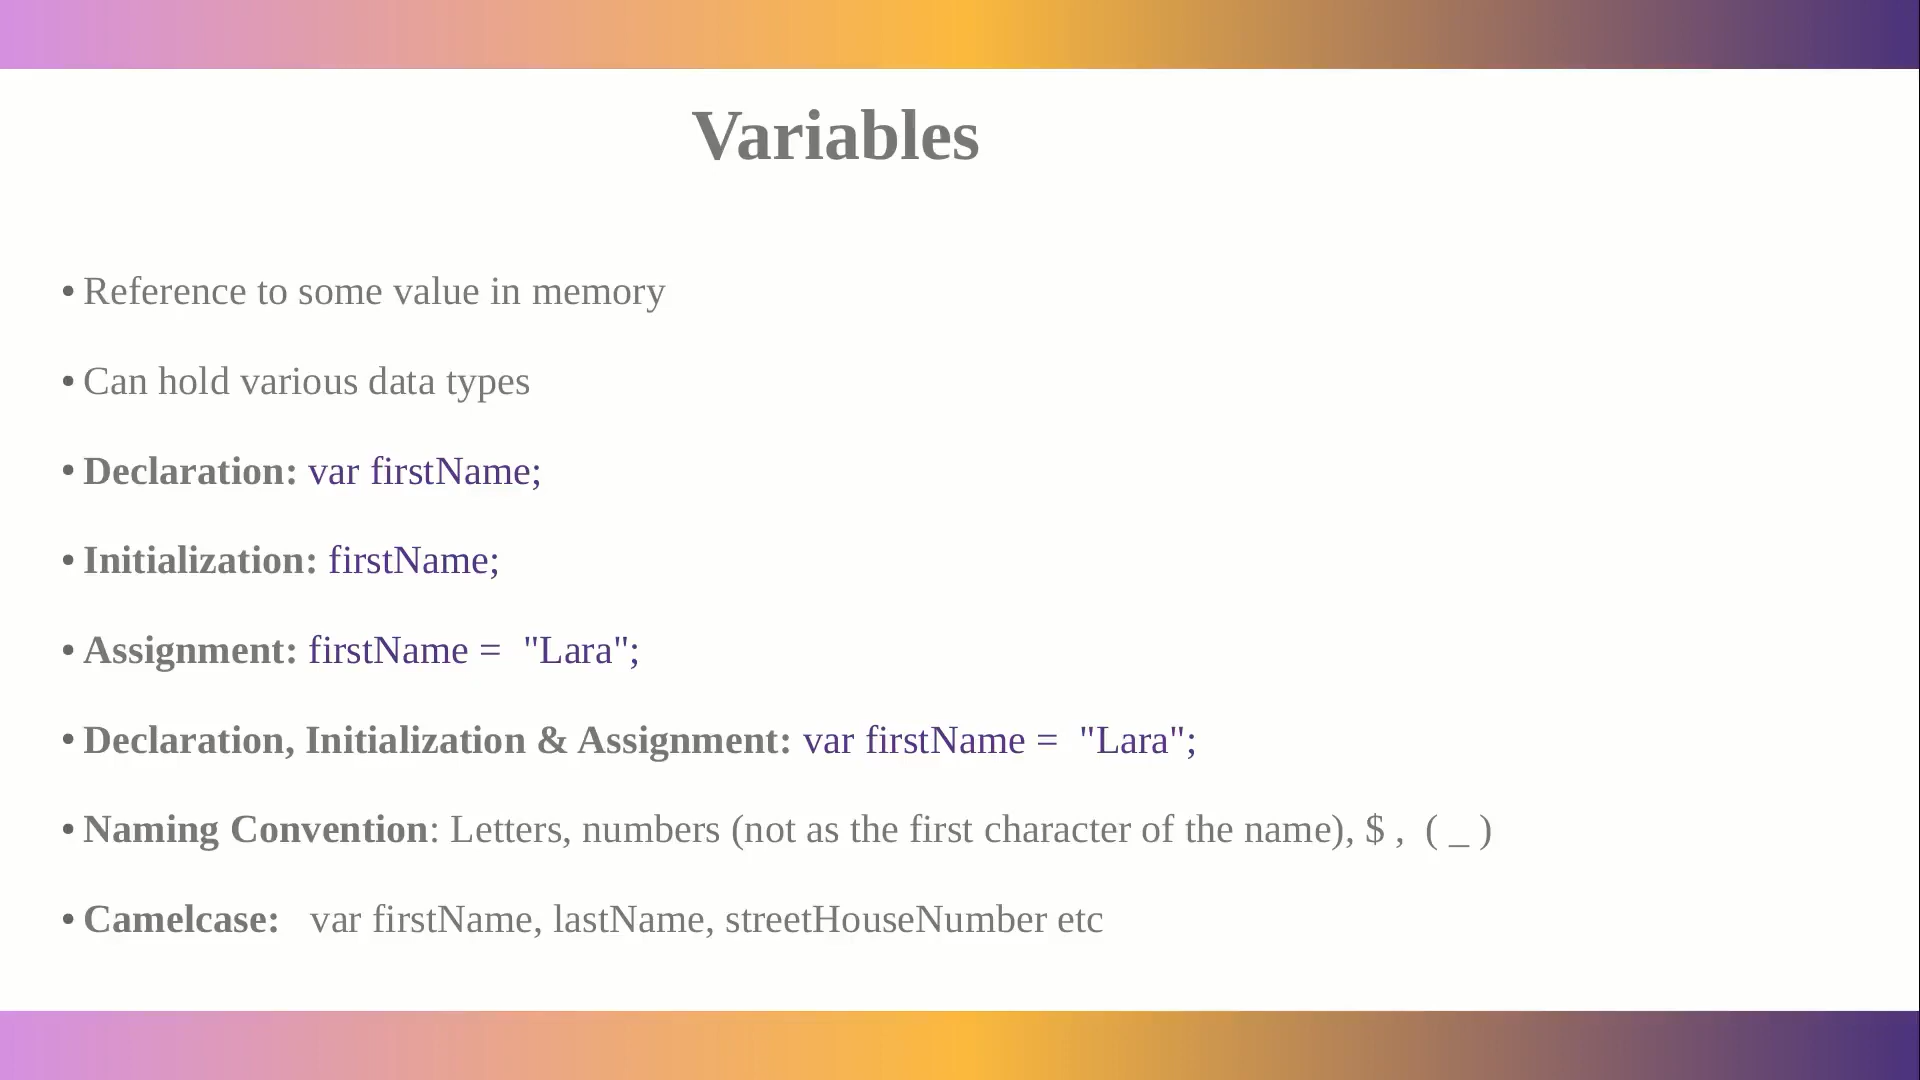 Variables
• Reference to some value in memory
• Can hold various data types
• Declaration: var firstName;
• Initialization: firstName;
• Assignment: firstName =  "Lara";
• Declaration, Initialization & Assignment: var firstName =  "Lara";
• Naming Convention: Letters, numbers (not as the first character of the name), $ ,  ( _ )
• Camelcase:   var firstName, lastName, streetHouseNumber etc